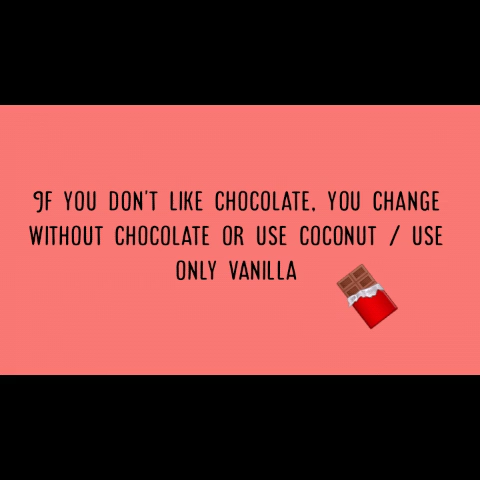 If you don't like chocolate, you change
without chocolate or use coconut / use
only vanilla